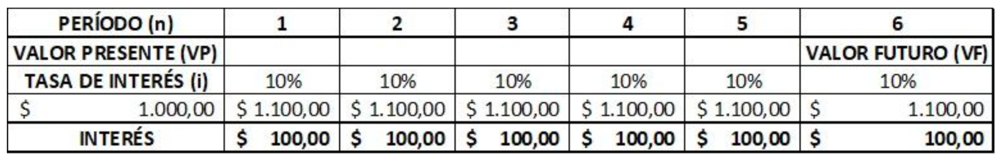 PERÍODO (n) 1 2 3 4 5 6
VALOR PRESENTE (VP) VALOR FUTURO (VF)
TASA DE INTERÉS (i) 10% 10% 10% 10% 10% 10%
$ 1.000,00 $ 1.100,00 $ 1.100,00 $ 1.100,00 $ 1.100,00 $ 1.100,00 $ 1.100,00
INTERÉS $ 100,00 $ 100,00 $ 100,00 $ 100,00 $ 100,00 $ 100,00